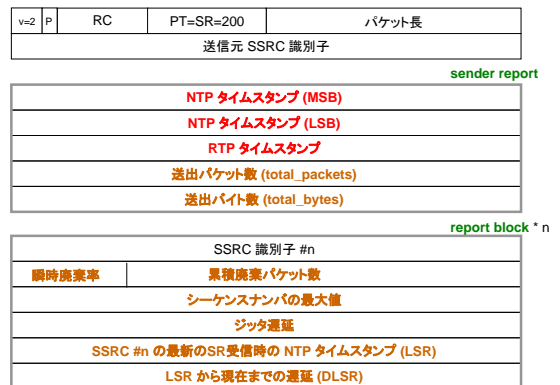 v=2 P RC PT=SR=200 パケット長
送信元 SSRC 識別子
sender report
NTP タイムスタンプ (MSB)
NTP タイムスタンプ (LSB)
RTP タイムスタンプ
送出パケット数 (total_packets)
送出バイト数 (total_bytes)
report block * n
SSRC 識別子 #n
瞬時廃棄率 累積廃棄パケット数
シーケンスナンバの最大値
ジッタ遅延
SSRC #n の最新のSR受信時の NTP タイムスタンプ (LSR)
LSR から現在までの遅延 (DLSR)